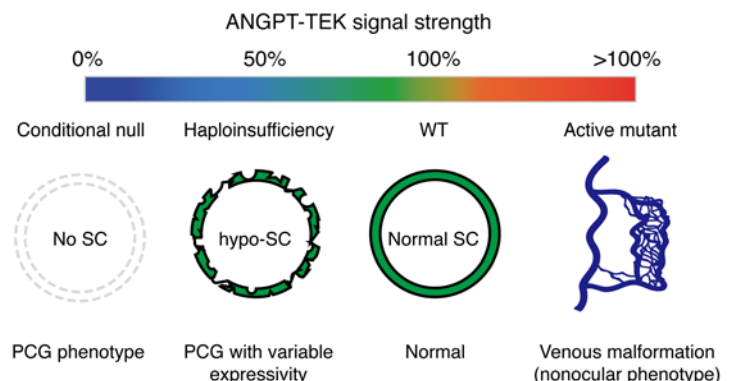 ANGPT-TEK signal strength
0% 50% 100% >100%
Conditional null Haploinsufficiency WT Active mutant
No SC hypo-SC Normal SC
PCG phenotype PCG with variable Normal Venous malformation
expressivity (nonocular phenotype)